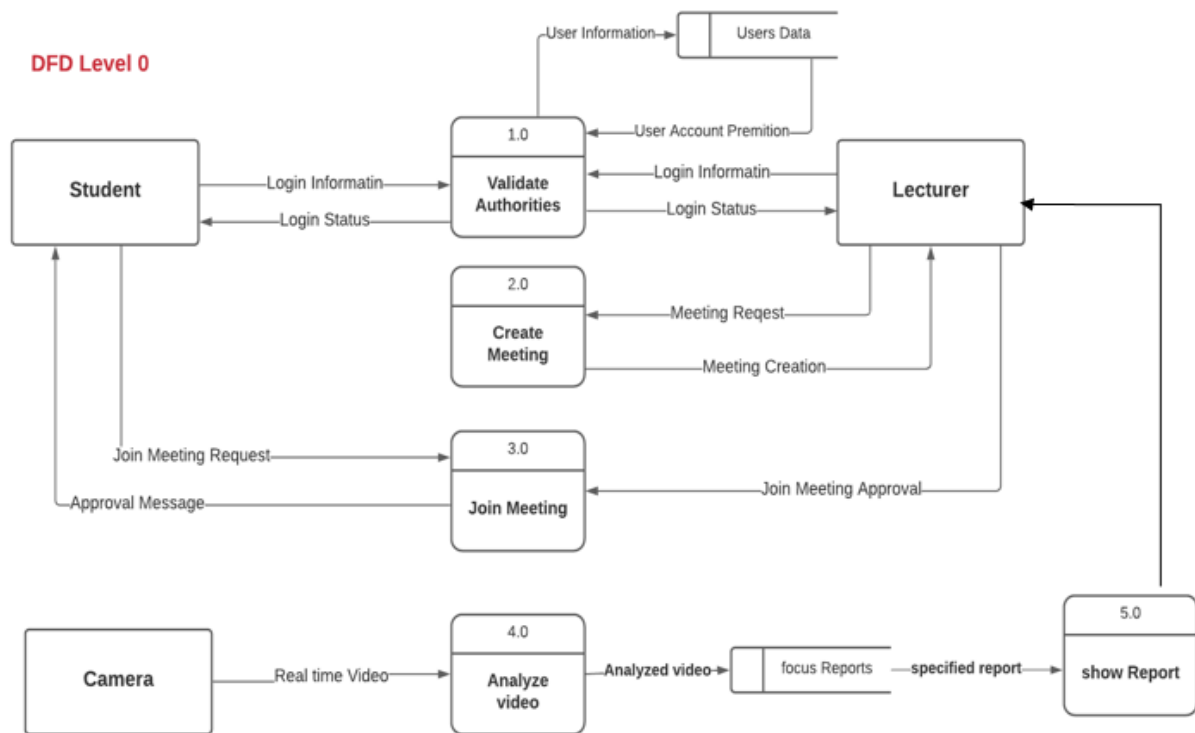 User Information
Users Data
DFD Level 0
1.0
User Account Premition
Student
Login Informatin
Validate
Authorities
Login Informatin
Lecturer
Login Status
Login Status
2.0
Create
Meeting
Meeting Reqest
Meeting Creation
3.0
Join Meeting Request
Join Meeting Approval
Approval Message
Join Meeting
4.0
5.0
Camera
Real time Video
Analyze
video
Analyzed video
focus Reports
specified report
show Report